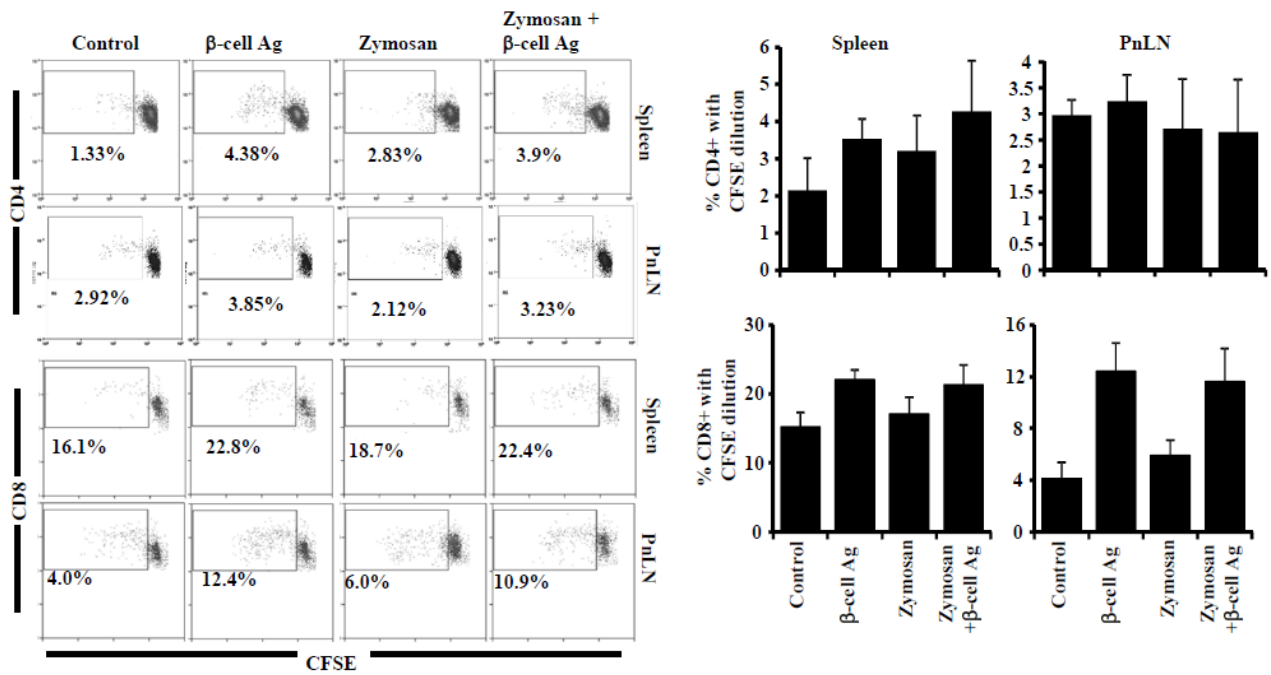 Control β-cell Ag Zymosan Zymosan + β-cell Ag
CD4
Spleen
1.33% 4.38% 2.83% 3.9%
PnLN
2.92% 3.85% 2.12% 3.23%
CD8
Spleen
16.1% 22.8% 18.7% 22.4%
PnLN
4.0% 12.4% 6.0% 10.9%
CFSE
Spleen
% CD4+ with CFSE dilution
6
5
4
3
2
1
0
PnLN
4
3.5
3
2.5
2
1.5
1
0.5
0
% CD8+ with CFSE dilution
30
20
10
0
16
12
8
4
0
Control
β-cell Ag
Zymosan
Zymosan
+β-cell Ag
Control
β-cell Ag
Zymosan
Zymosan
+β-cell Ag